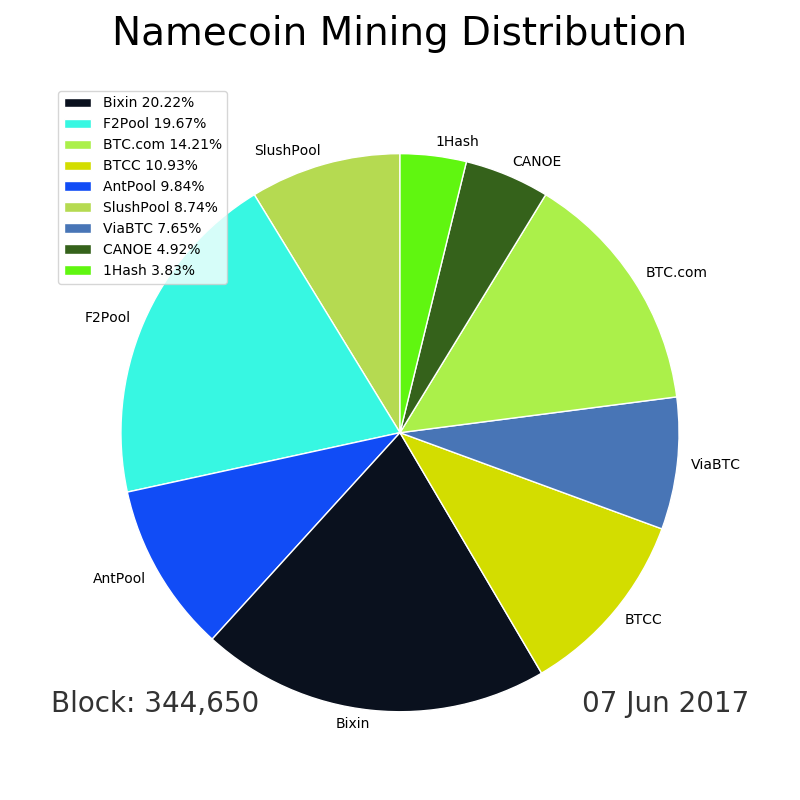 Namecoin Mining Distribution
Bixin 20.22%
F2Pool 19.67%
BTC.com 14.21%
BTCC 10.93%
AntPool 9.84%
SlushPool 8.74%
ViaBTC 7.65%
CANOE 4.92%
1Hash 3.83%
1Hash
SlushPool
CANOE
BTC.com
F2Pool
ViaBTC
AntPool
BTCC
Block: 344,650
07 Jun 2017
Bixin